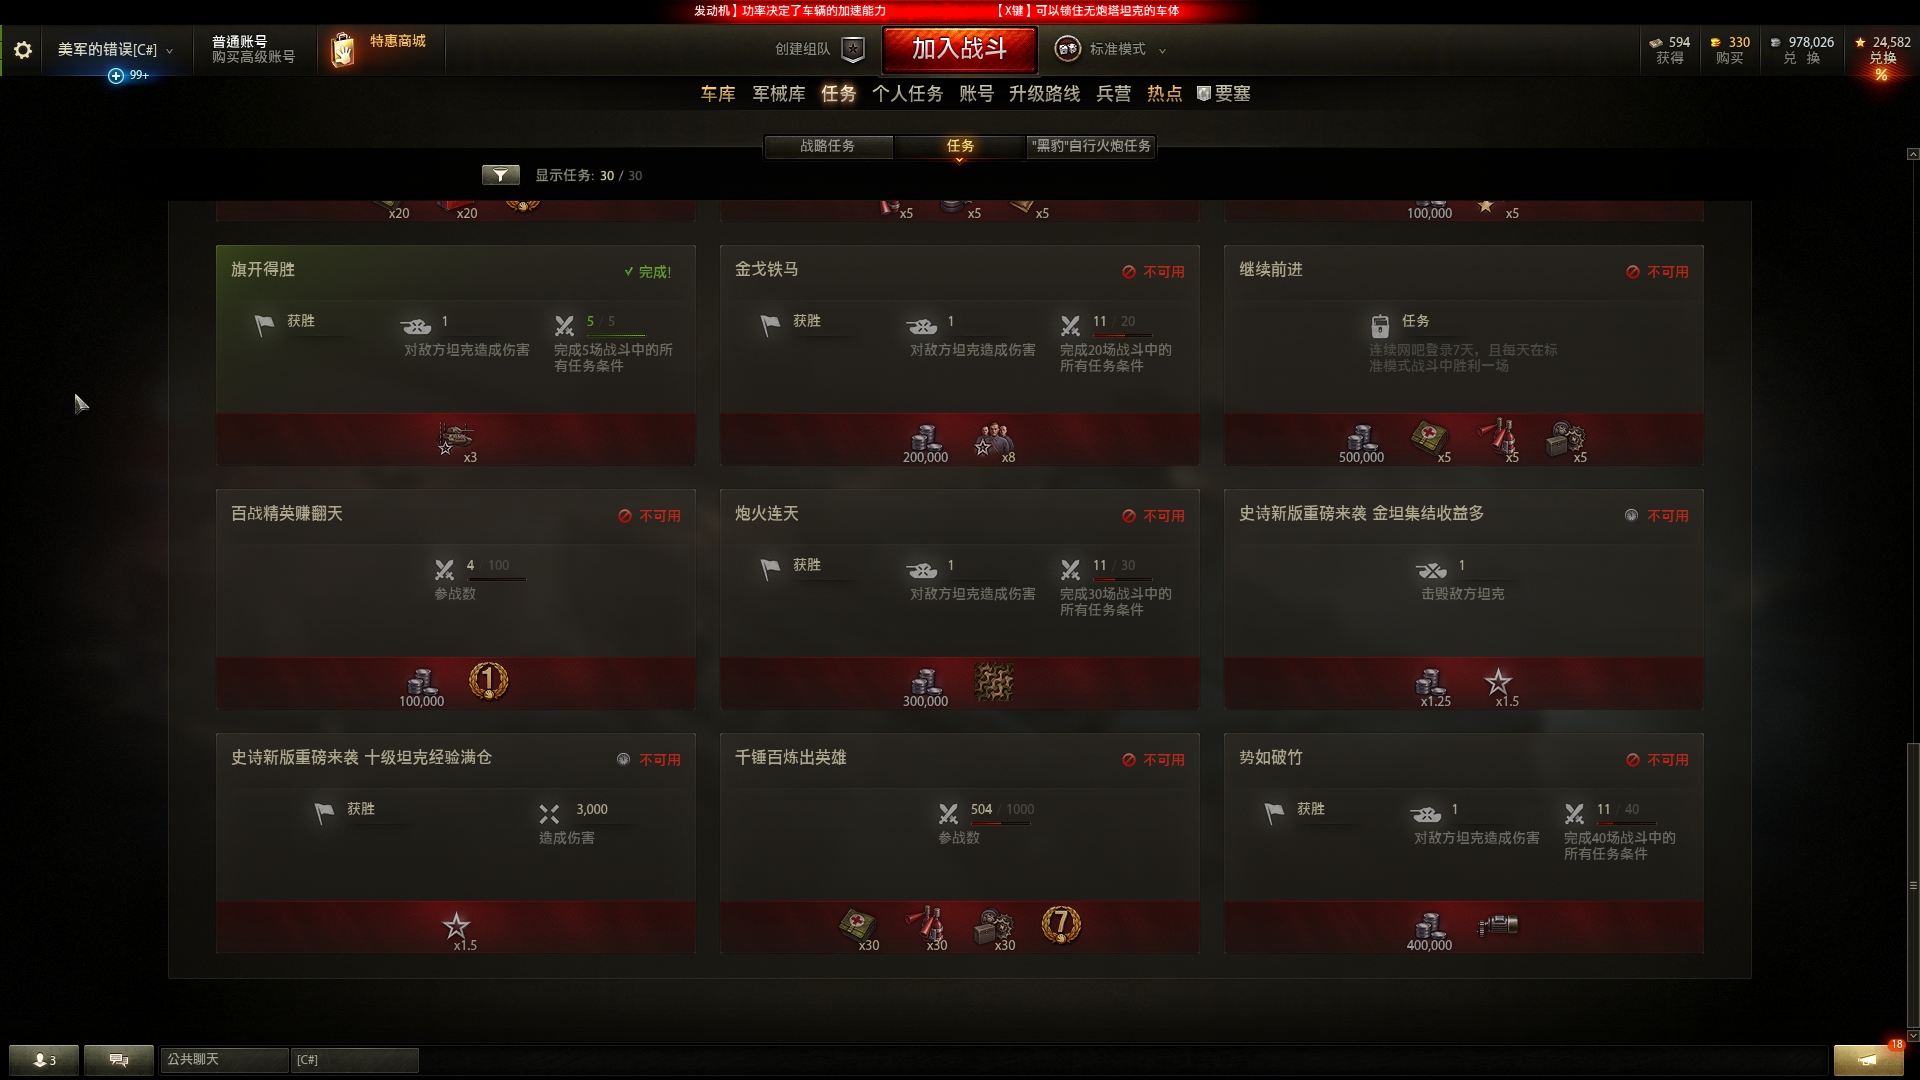 发动机】功率决定了车辆的加速能力
【X键】可以锁住无炮塔坦克的车体
美军的错误[C#]
99+
普通账号
购买高级账号
特惠商城
创建组队
加入战斗
标准模式
594
获得
330
购买
978,026
兑 换
24,582
兑换
%
车库 军械库 任务 个人任务 账号 升级路线 兵营 热点 要塞
战略任务
任务
"黑豹"自行火炮任务
显示任务: 30 / 30
x20
x20
x5
x5
x5
100,000
x5
旗开得胜
完成!
获胜
1
对敌方坦克造成伤害
5 / 5
完成5场战斗中的所
有任务条件
x3
金戈铁马
不可用
获胜
1
对敌方坦克造成伤害
11 / 20
完成20场战斗中的
所有任务条件
200,000
x8
继续前进
不可用
任务
连续网吧登录7天，且每天在标
准模式战斗中胜利一场
500,000
x5
x5
x5
百战精英赚翻天
不可用
4 / 100
参战数
100,000
1
炮火连天
不可用
获胜
1
对敌方坦克造成伤害
11 / 30
完成30场战斗中的
所有任务条件
300,000
史诗新版重磅来袭 金坦集结收益多
不可用
1
击毁敌方坦克
x1.25
x1.5
史诗新版重磅来袭 十级坦克经验满仓
不可用
获胜
3,000
造成伤害
x1.5
千锤百炼出英雄
不可用
504 / 1000
参战数
x30
x30
x30
7
势如破竹
不可用
获胜
1
对敌方坦克造成伤害
11 / 40
完成40场战斗中的
所有任务条件
400,000
3
公共聊天
[C#]
18